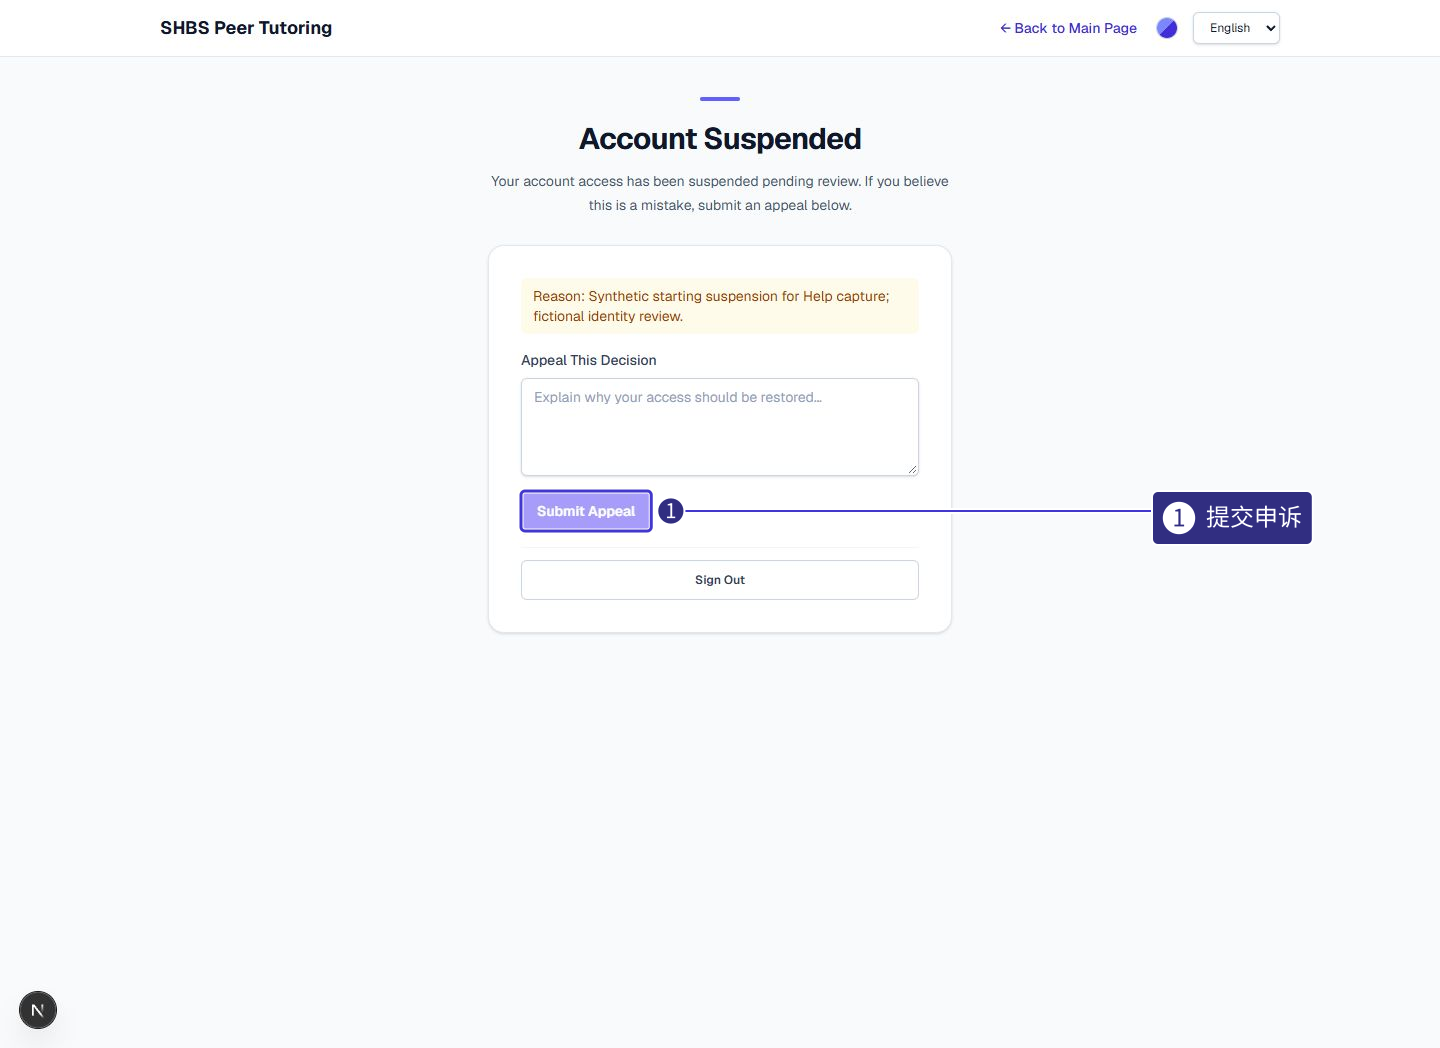 SHBS Peer Tutoring
← Back to Main Page
English
Account Suspended
Your account access has been suspended pending review. If you believe
this is a mistake, submit an appeal below.
Reason: Synthetic starting suspension for Help capture;
fictional identity review.
Appeal This Decision
Explain why your access should be restored...
Submit Appeal
1
1 提交申诉
Sign Out
N